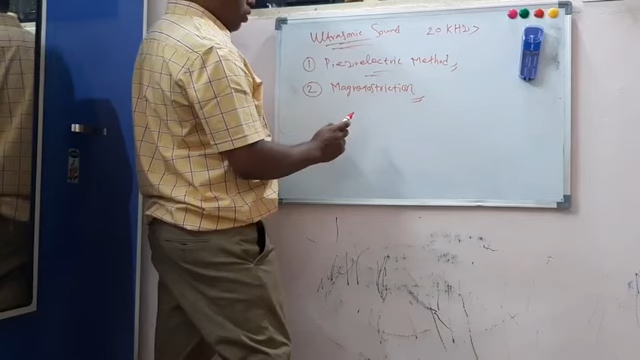 Ultrasonic Sound 20 KHz >
① Piezoelectric Method
② Magnetostriction